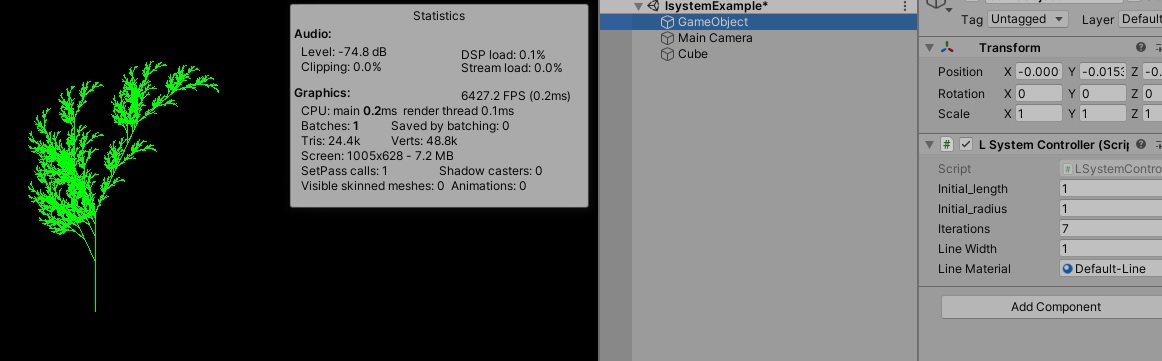 Statistics
Audio:
Level: -74.8 dB DSP load: 0.1%
Clipping: 0.0% Stream load: 0.0%
Graphics: 6427.2 FPS (0.2ms)
CPU: main 0.2ms render thread 0.1ms
Batches: 1 Saved by batching: 0
Tris: 24.4k Verts: 48.8k
Screen: 1005x628 - 7.2 MB
SetPass calls: 1 Shadow casters: 0
Visible skinned meshes: 0 Animations: 0
lsystemExample*
GameObject
Main Camera
Cube
Tag Untagged Layer Default
Transform
Position X -0.000 Y -0.0153 Z -0.
Rotation X 0 Y 0 Z 0
Scale X 1 Y 1 Z 1
# L System Controller (Scrip
Script # LSystemContro
Initial_length 1
Initial_radius 1
Iterations 7
Line Width 1
Line Material Default-Line
Add Component